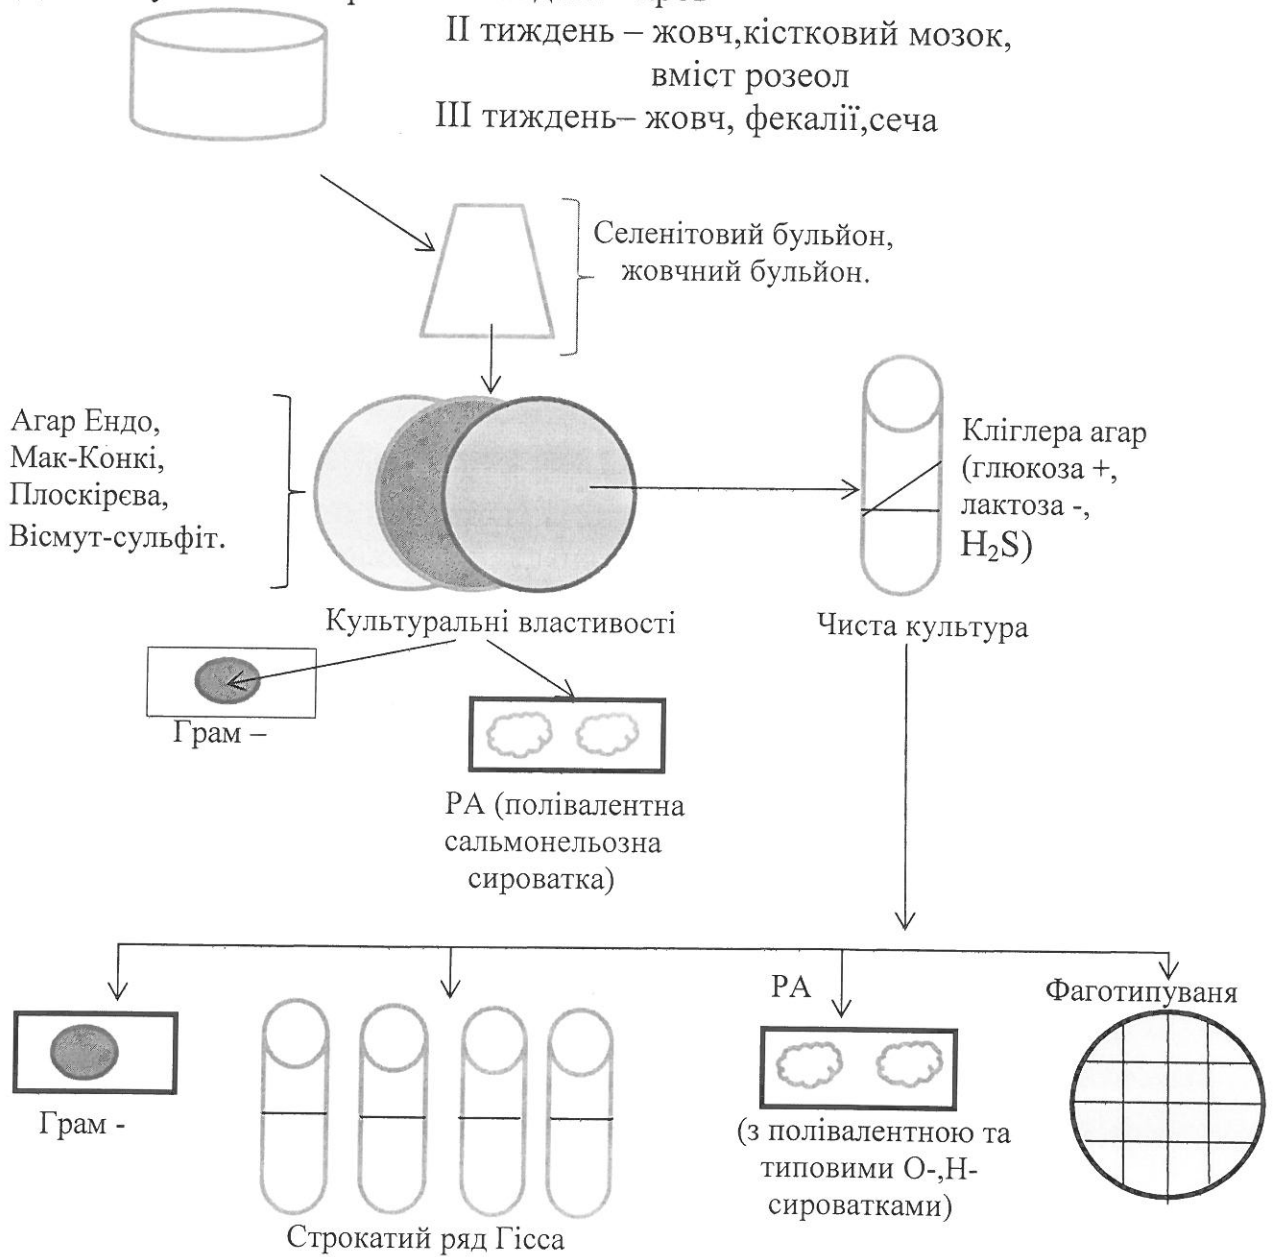 ІІ тиждень – жовч,кістковий мозок,
вміст розеол
ІІІ тиждень– жовч, фекалії,сеча
Селенітовий бульйон,
жовчний бульйон.
Агар Ендо,
Мак-Конкі,
Плоскірєва,
Вісмут-сульфіт.
Кліглера агар
(глюкоза +,
лактоза -,
H₂S)
Культуральні властивості
Чиста культура
Грам –
РА (полівалентна
сальмонельозна
сироватка)
РА
Фаготипуваня
Грам -
(з полівалентною та
типовими О-,Н-
сироватками)
Строкатий ряд Гісса